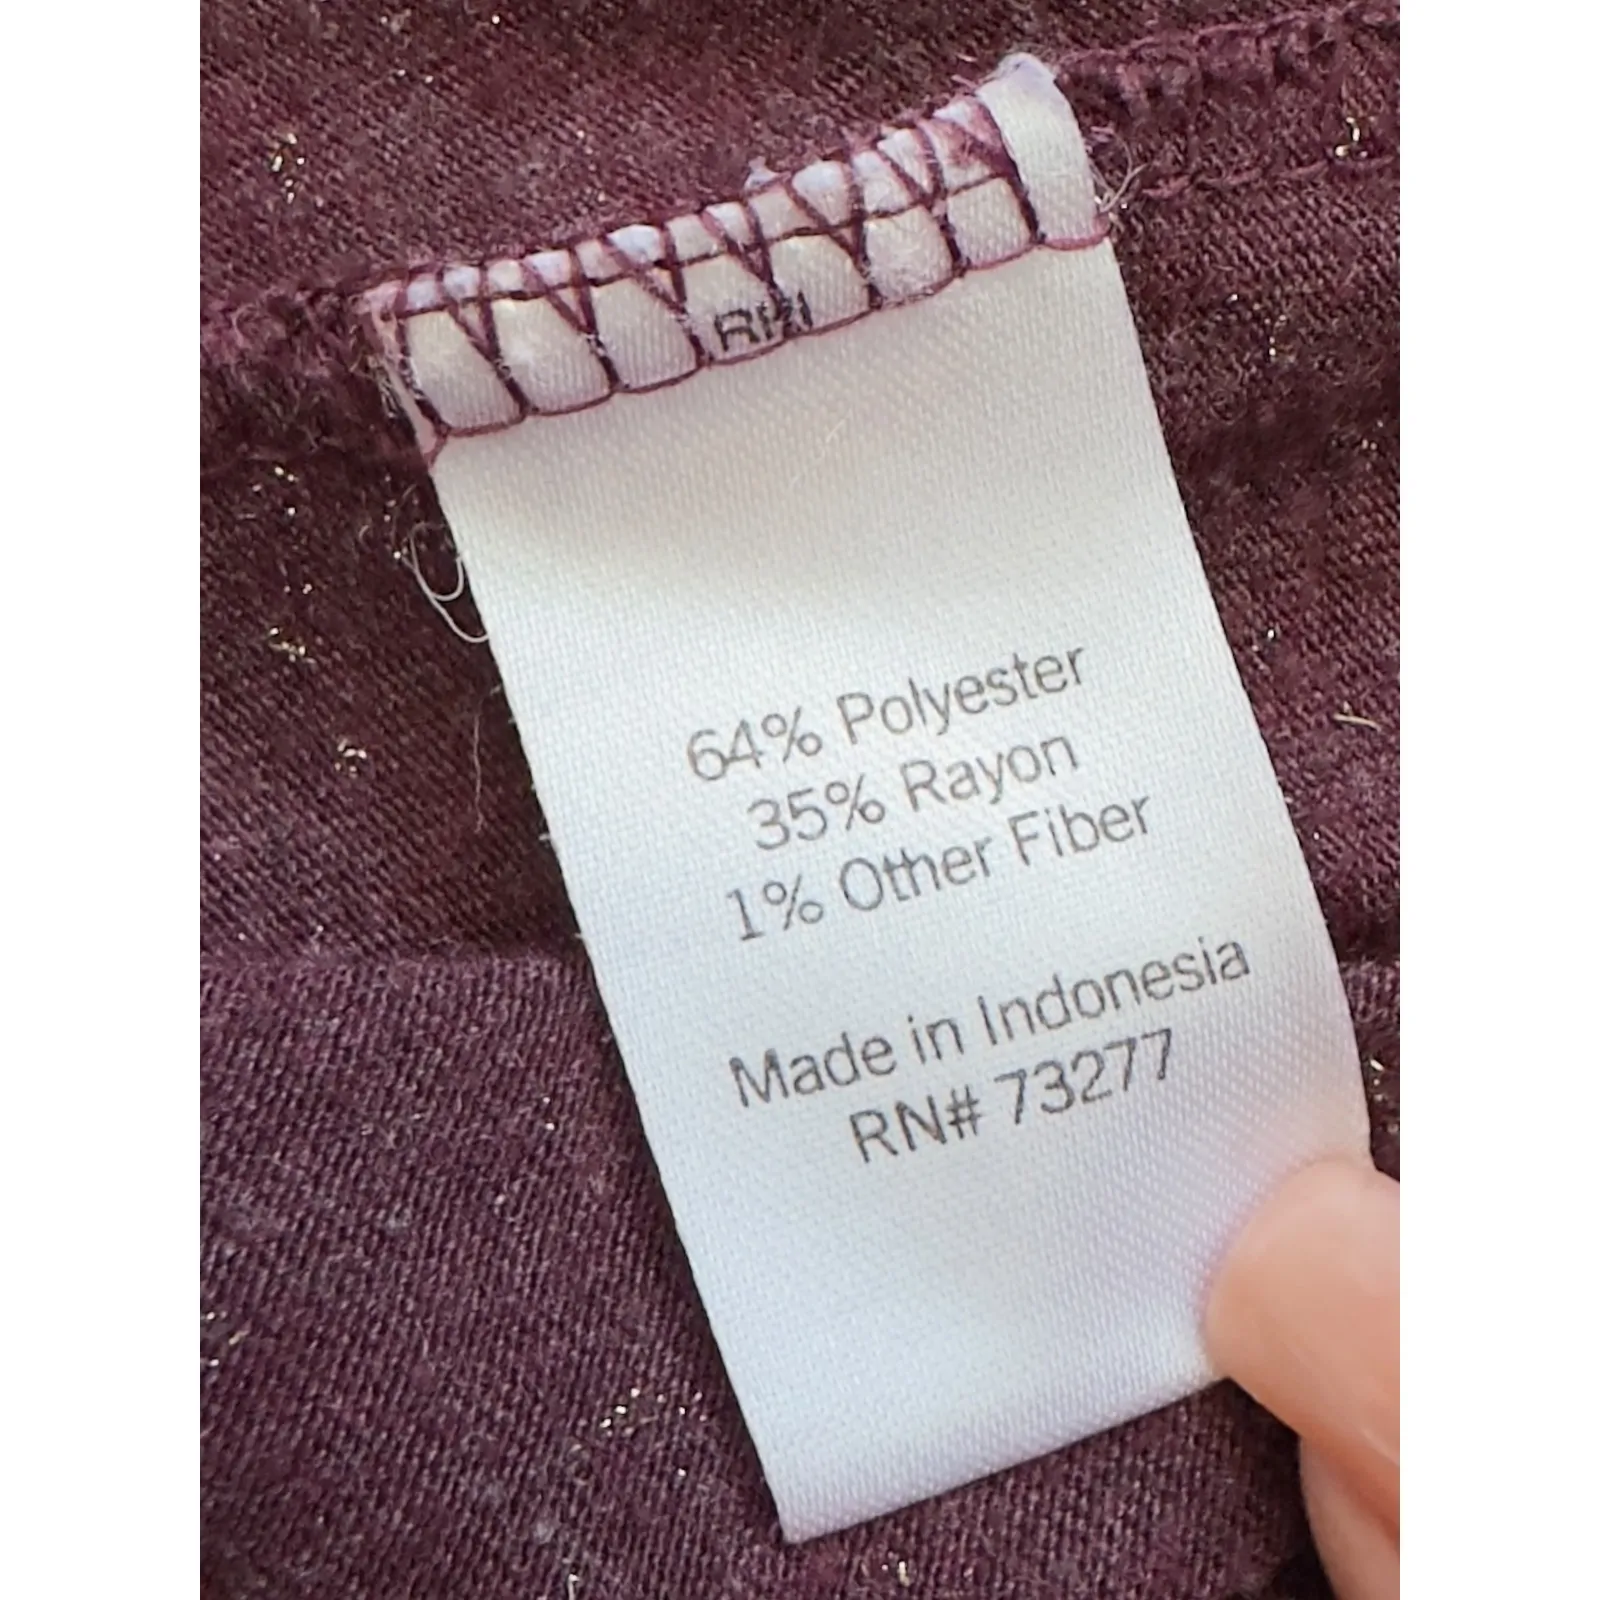 64% Polyester
35% Rayon
1% Other Fiber
Made in Indonesia
RN# 73277